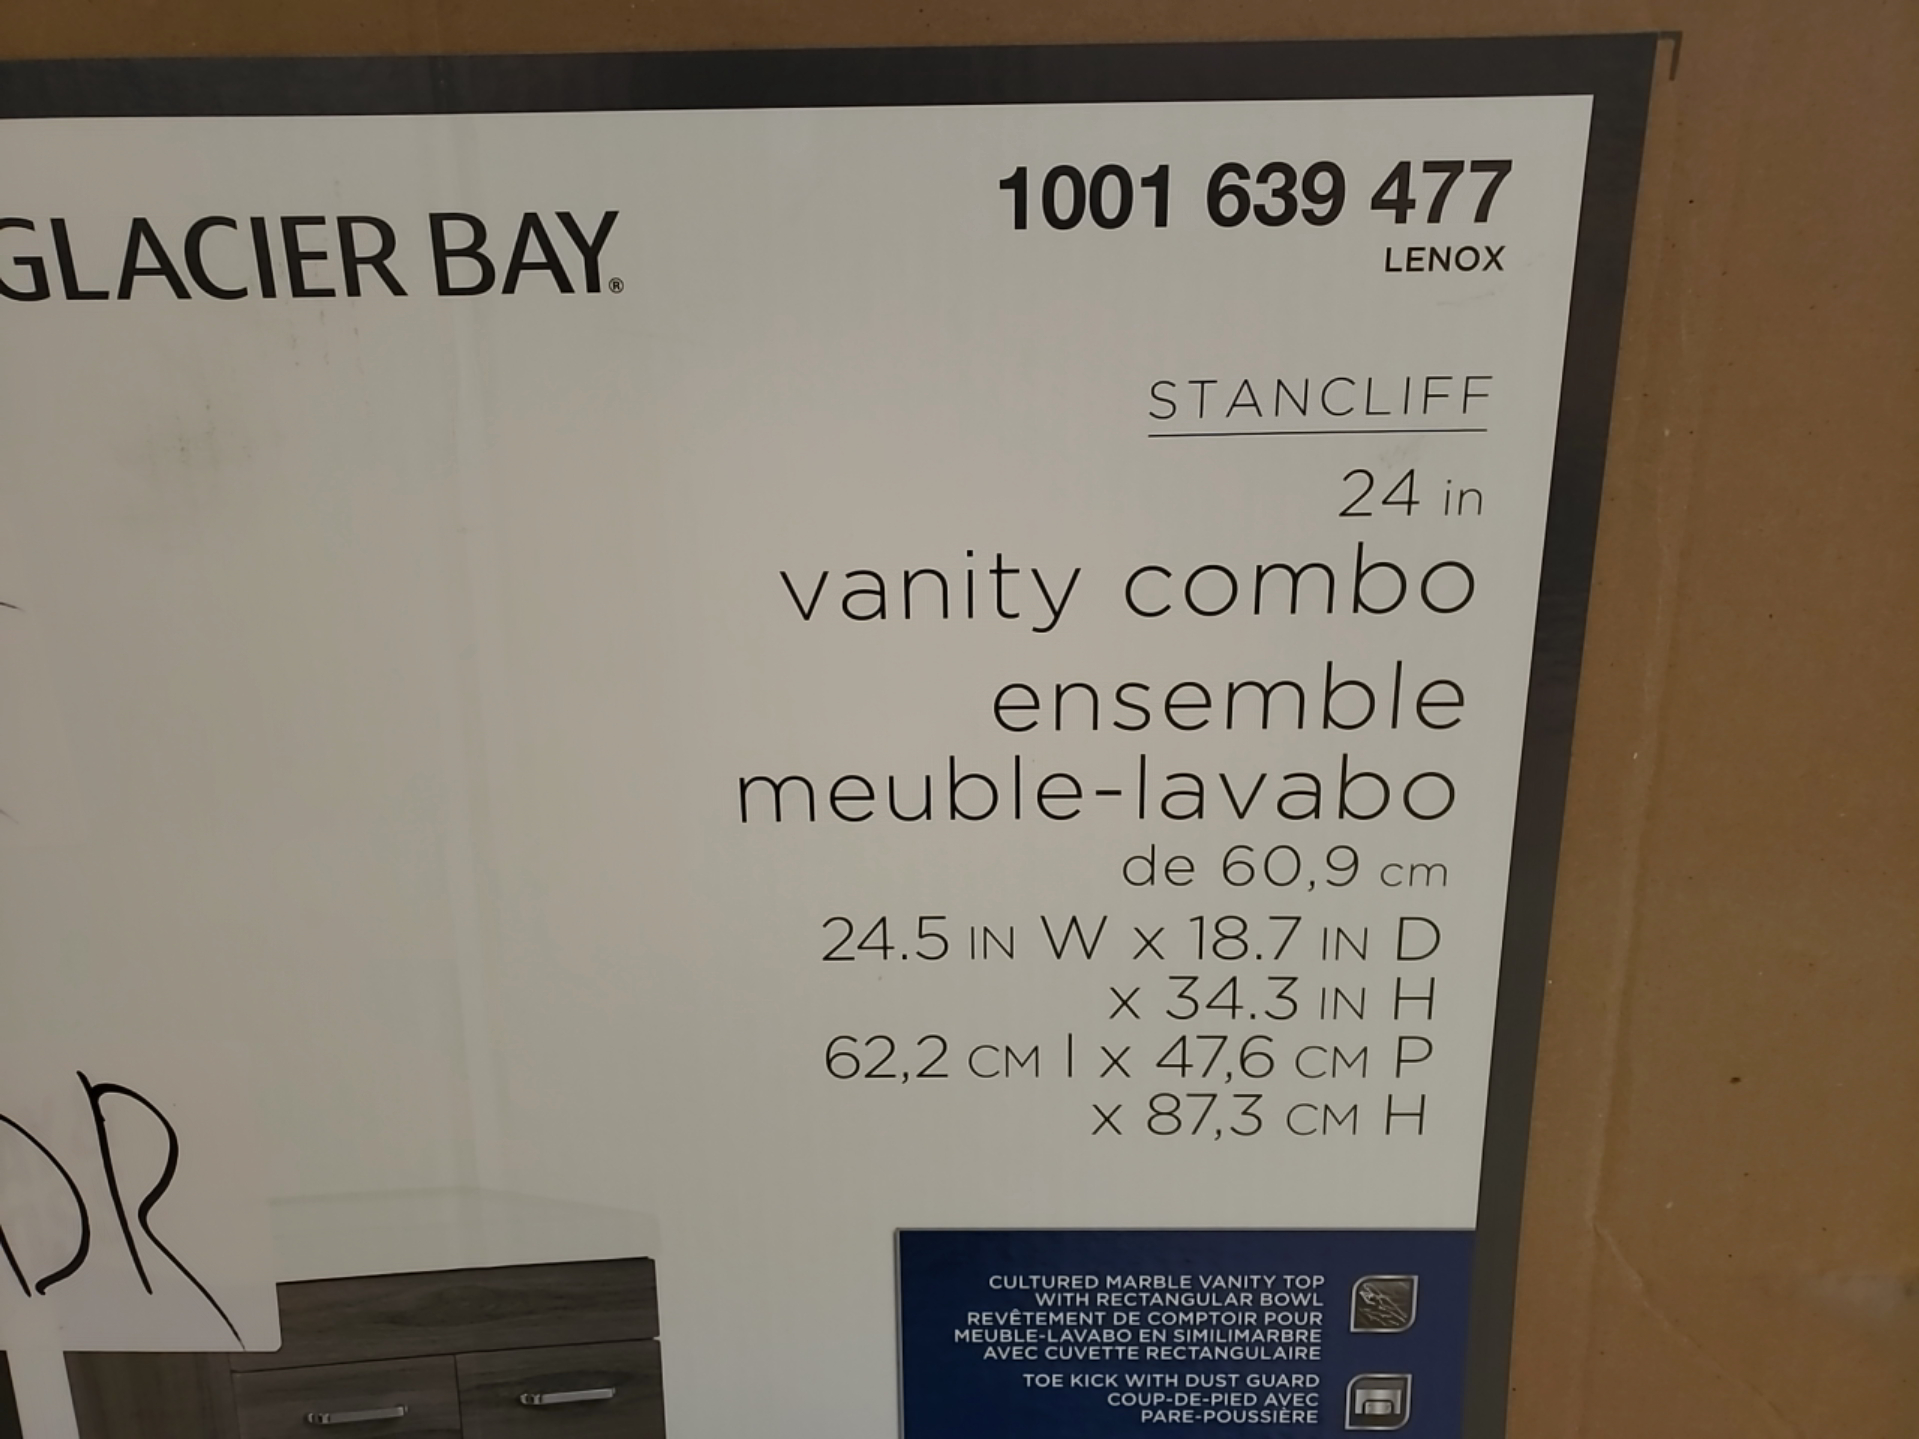 GLACIER BAY®
1001 639 477
LENOX
STANCLIFF
24 in
vanity combo
ensemble
meuble-lavabo
de 60,9 cm
24.5 IN W x 18.7 IN D
x 34.3 IN H
62,2 CM l x 47,6 CM P
x 87,3 CM H
DR
CULTURED MARBLE VANITY TOP
WITH RECTANGULAR BOWL
REVÊTEMENT DE COMPTOIR POUR
MEUBLE-LAVABO EN SIMILIMARBRE
AVEC CUVETTE RECTANGULAIRE
TOE KICK WITH DUST GUARD
COUP-DE-PIED AVEC
PARE-POUSSIÈRE